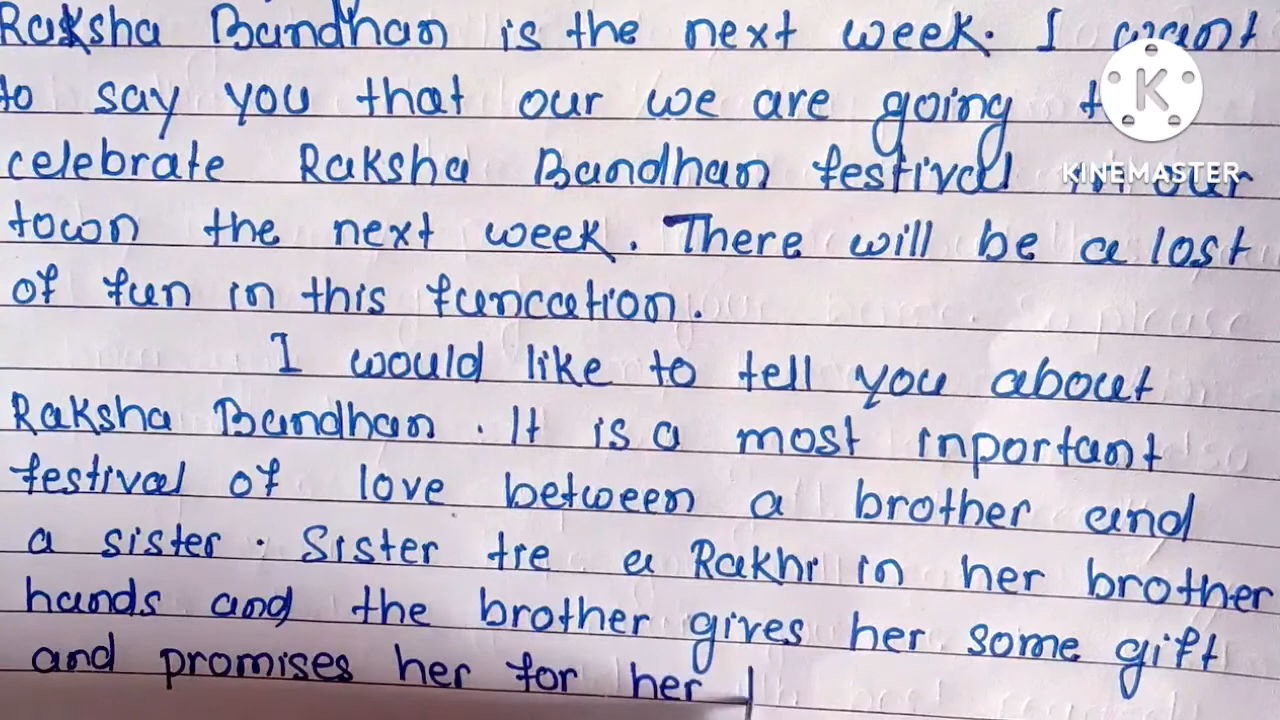 Raksha Bandhan is the next week. I want
to say you that our we are going t
celebrate Raksha Bandhan festival in our
town the next week. There will be a lost
of fun in this funcation.
I would like to tell you about
Raksha Bandhan. It is a most inportant
festival of love between a brother and
a sister. Sister tie a Rakhi in her brother
hands and the brother gives her some gift
and promises her for her
K
KINEMASTER